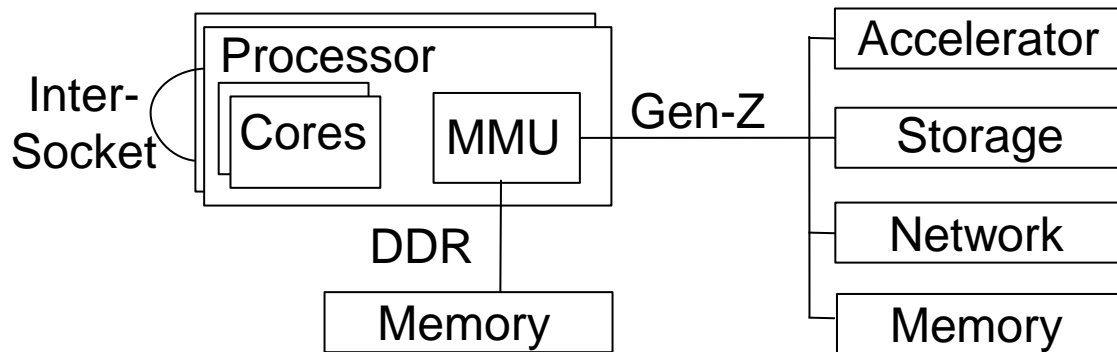 Processor
Inter-
Socket
Cores
MMU
Gen-Z
DDR
Memory
Accelerator
Storage
Network
Memory